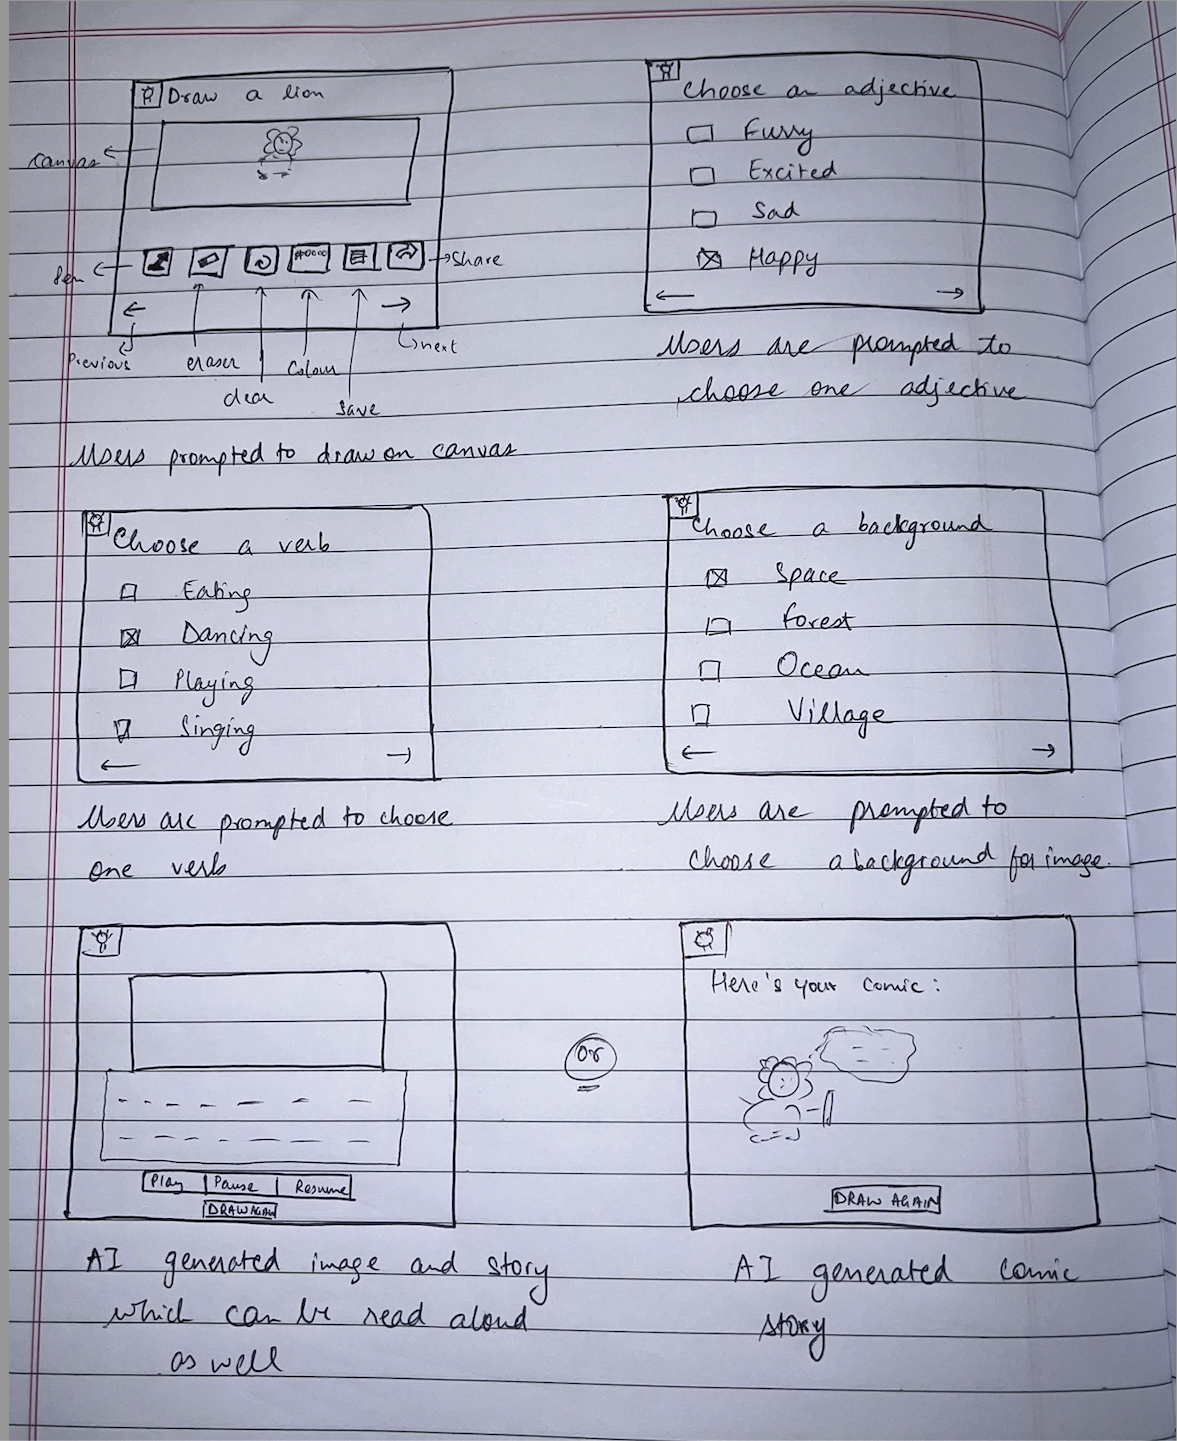 Draw a lion
Canvas
Pen
#0000
Share
Previous
eraser
clear
Colour
Save
next
Users prompted to draw on canvas
Choose an adjective
Furry
Excited
Sad
Happy
Users are prompted to
choose one adjective
Choose a verb
Eating
Dancing
Playing
Singing
Users are prompted to choose
one verb
Choose a background
Space
forest
Ocean
Village
Users are prompted to
choose a background for image.
Play Pause Resume
DRAW AGAIN
AI generated image and story
which can be read aloud
as well
Or
Here's your comic:
DRAW AGAIN
AI generated comic
story